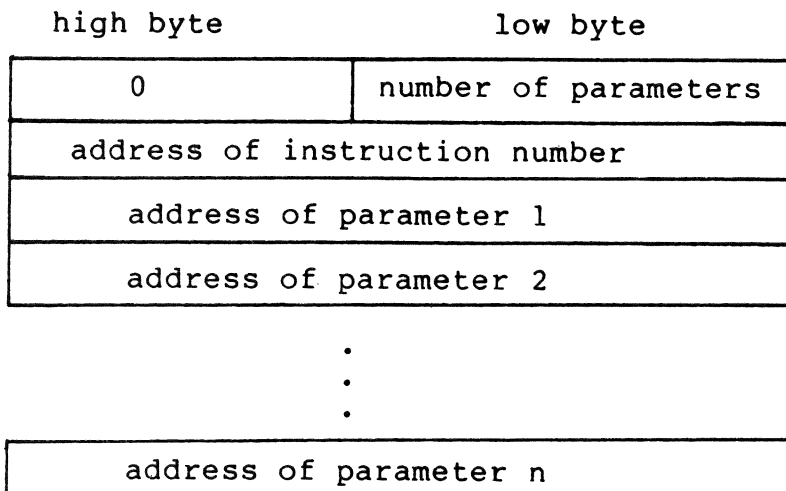 high byte low byte
0 number of parameters
address of instruction number
address of parameter 1
address of parameter 2
.
.
.
address of parameter n